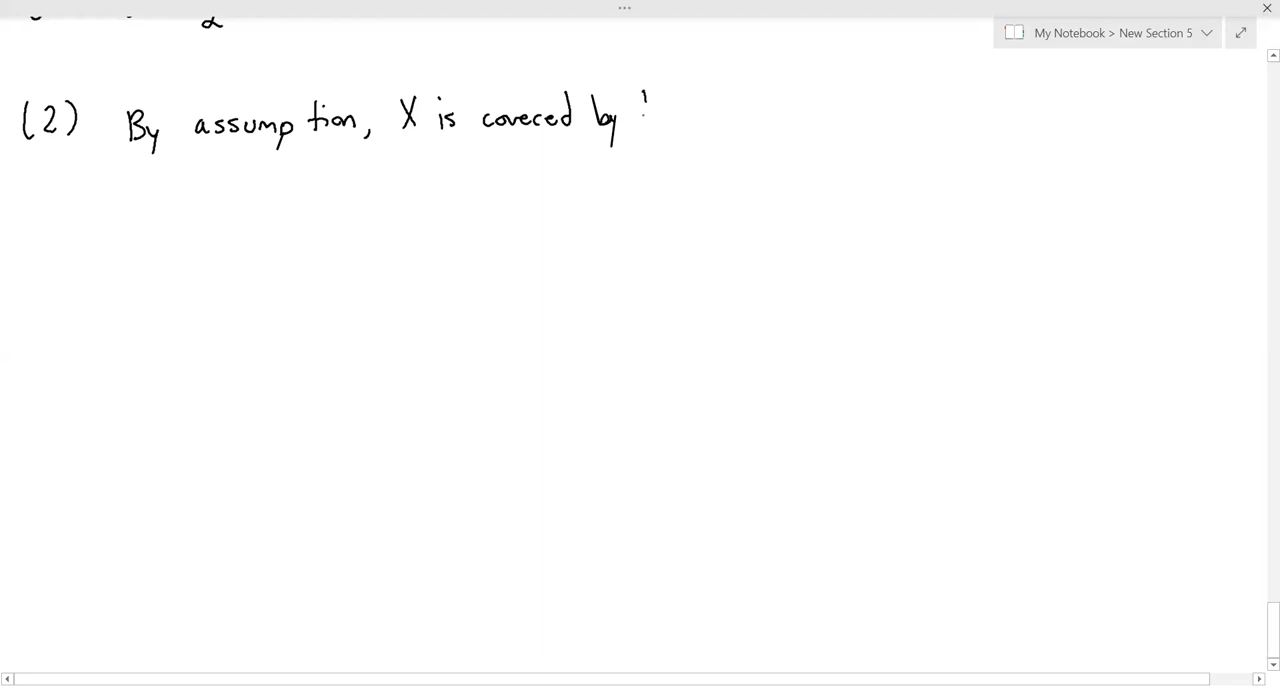 My Notebook > New Section 5
(2) By assumption, X is covered by